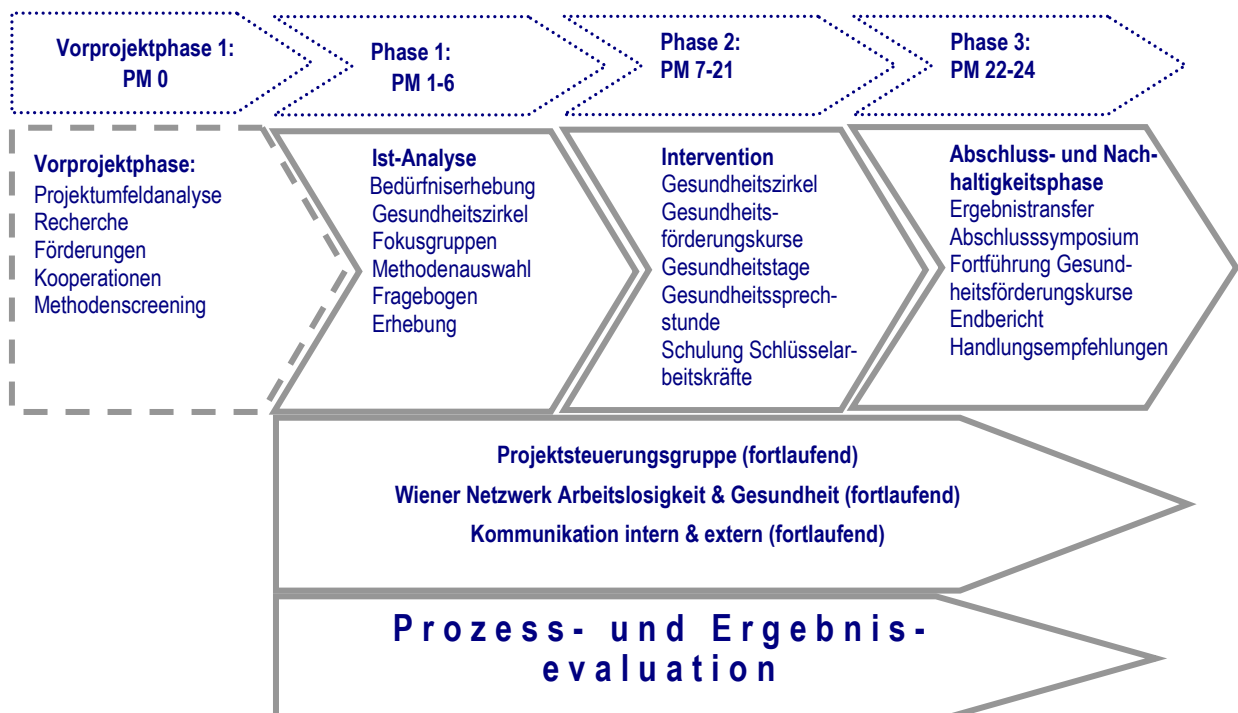 Vorprojektphase 1:
PM 0
Phase 1:
PM 1-6
Phase 2:
PM 7-21
Phase 3:
PM 22-24
Vorprojektphase:
Projektumfeldanalyse
Recherche
Förderungen
Kooperationen
Methodenscreening
Ist-Analyse
Bedürfniserhebung
Gesundheitszirkel
Fokusgruppen
Methodenauswahl
Fragebogen
Erhebung
Intervention
Gesundheitszirkel
Gesundheits-
förderungskurse
Gesundheitstage
Gesundheitssprech-
stunde
Schulung Schlüsselar-
beitskräfte
Abschluss- und Nach-
haltigkeitsphase
Ergebnistransfer
Abschlusssymposium
Fortführung Gesund-
heitsförderungskurse
Endbericht
Handlungsempfehlungen
Projektsteuerungsgruppe (fortlaufend)
Wiener Netzwerk Arbeitslosigkeit & Gesundheit (fortlaufend)
Kommunikation intern & extern (fortlaufend)
Prozess- und Ergebnis-
evaluation